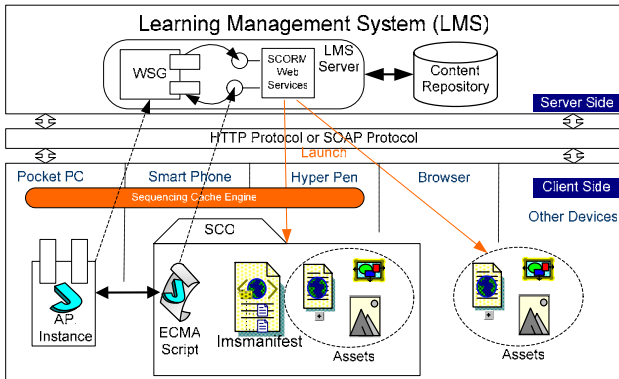 Learning Management System (LMS)
WSG
SCORM
Web
Services
LMS
Server
Content
Repository
Server Side
HTTP Protocol or SOAP Protocol
Launch
Pocket PC
Smart Phone
Hyper Pen
Browser
Client Side
Sequencing Cache Engine
Other Devices
SCO
AP
Instance
ECMA
Script
Imsmanifest
Assets
Assets